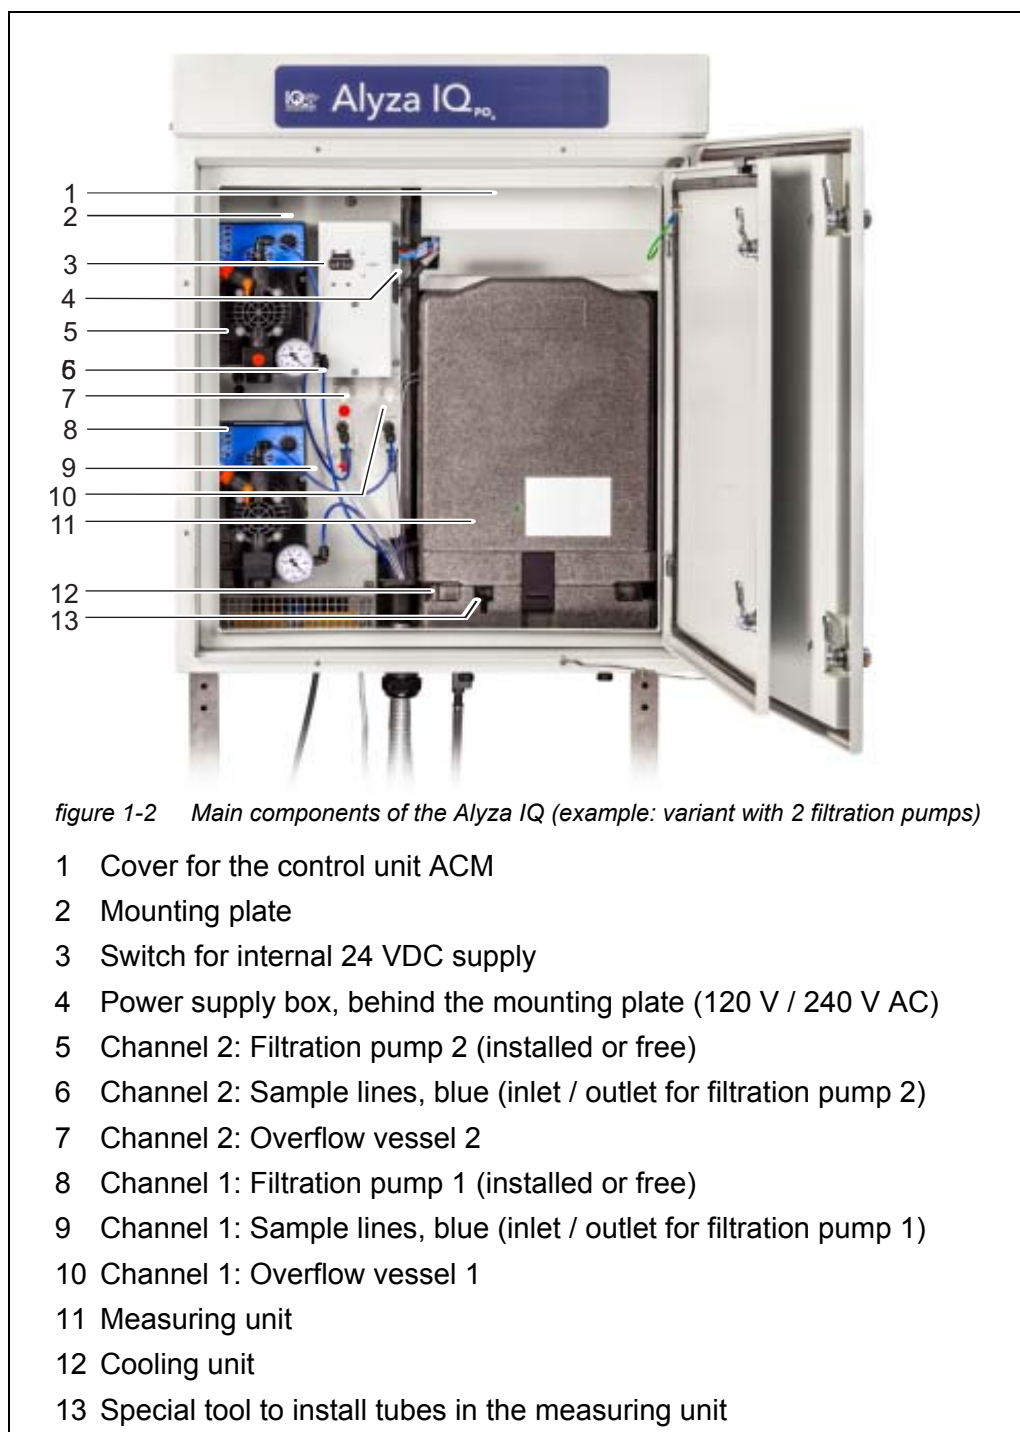 Alyza IQ PO4
1
2
3
4
5
6
7
8
9
10
11
12
13
figure 1-2 Main components of the Alyza IQ (example: variant with 2 filtration pumps)
1 Cover for the control unit ACM
2 Mounting plate
3 Switch for internal 24 VDC supply
4 Power supply box, behind the mounting plate (120 V / 240 V AC)
5 Channel 2: Filtration pump 2 (installed or free)
6 Channel 2: Sample lines, blue (inlet / outlet for filtration pump 2)
7 Channel 2: Overflow vessel 2
8 Channel 1: Filtration pump 1 (installed or free)
9 Channel 1: Sample lines, blue (inlet / outlet for filtration pump 1)
10 Channel 1: Overflow vessel 1
11 Measuring unit
12 Cooling unit
13 Special tool to install tubes in the measuring unit